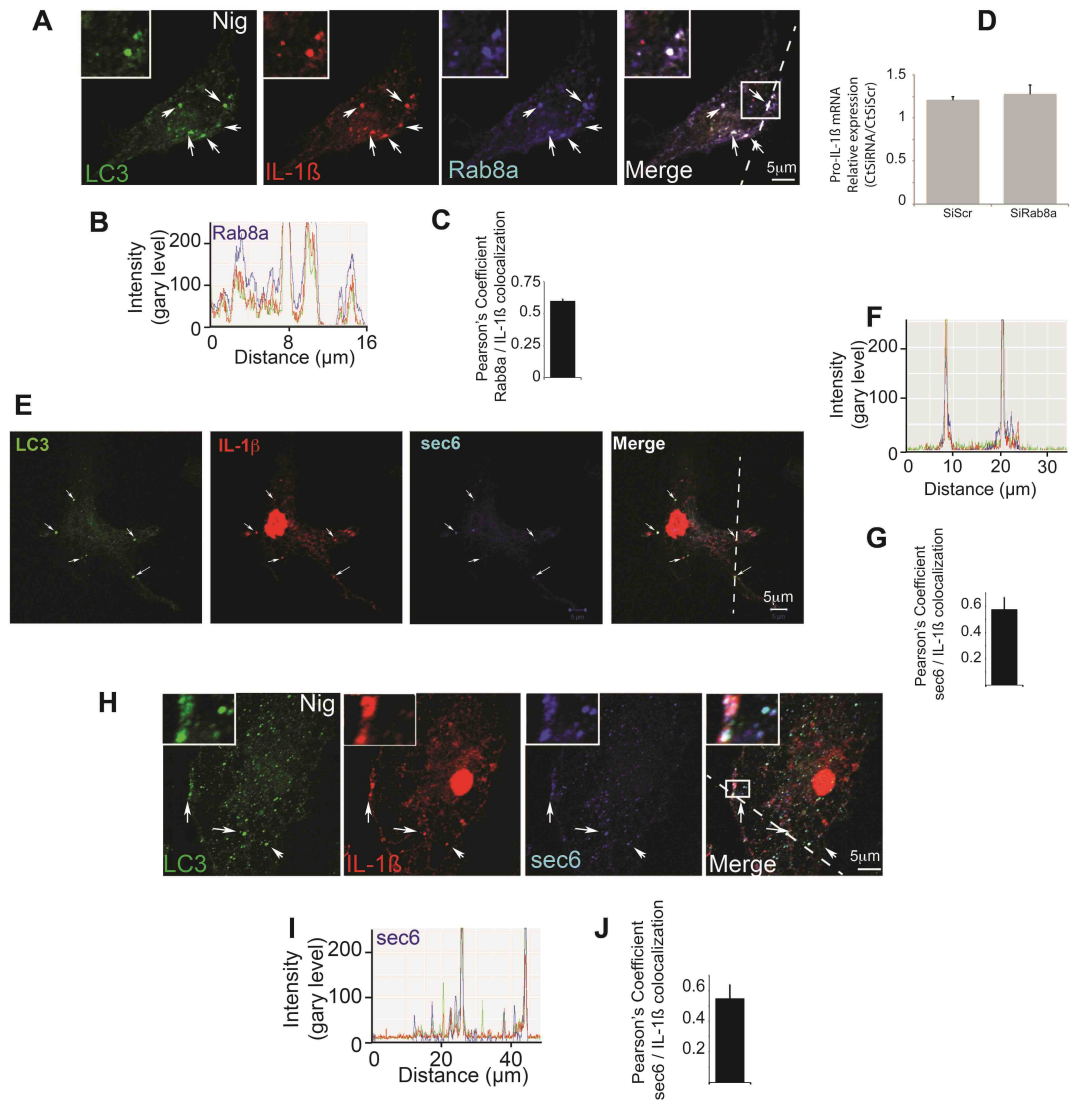 A
Nig
LC3
IL-1ß
Rab8a
Merge
5µm
D
Pro-IL-1ß mRNA
Relative expression
(CtSiRNA/CtSiScr)
1.5
1
0.5
0
SiScr
SiRab8a
B
Rab8a
Intensity
(gary level)
200
100
0
0 8 16
Distance (µm)
C
Pearson's Coefficient
Rab8a / IL-1ß colocalization
0.75
0.5
0.25
0
E
LC3
IL-1β
sec6
Merge
5µm
F
Intensity
(gary level)
200
100
0
0 10 20 30
Distance (µm)
G
Pearson's Coefficient
sec6 / IL-1ß colocalization
0.6
0.4
0.2
H
Nig
LC3
IL-1ß
sec6
Merge
5µm
I
sec6
Intensity
(gary level)
200
100
0
0 20 40
Distance (µm)
J
Pearson's Coefficient
sec6 / IL-1ß colocalization
0.6
0.4
0.2